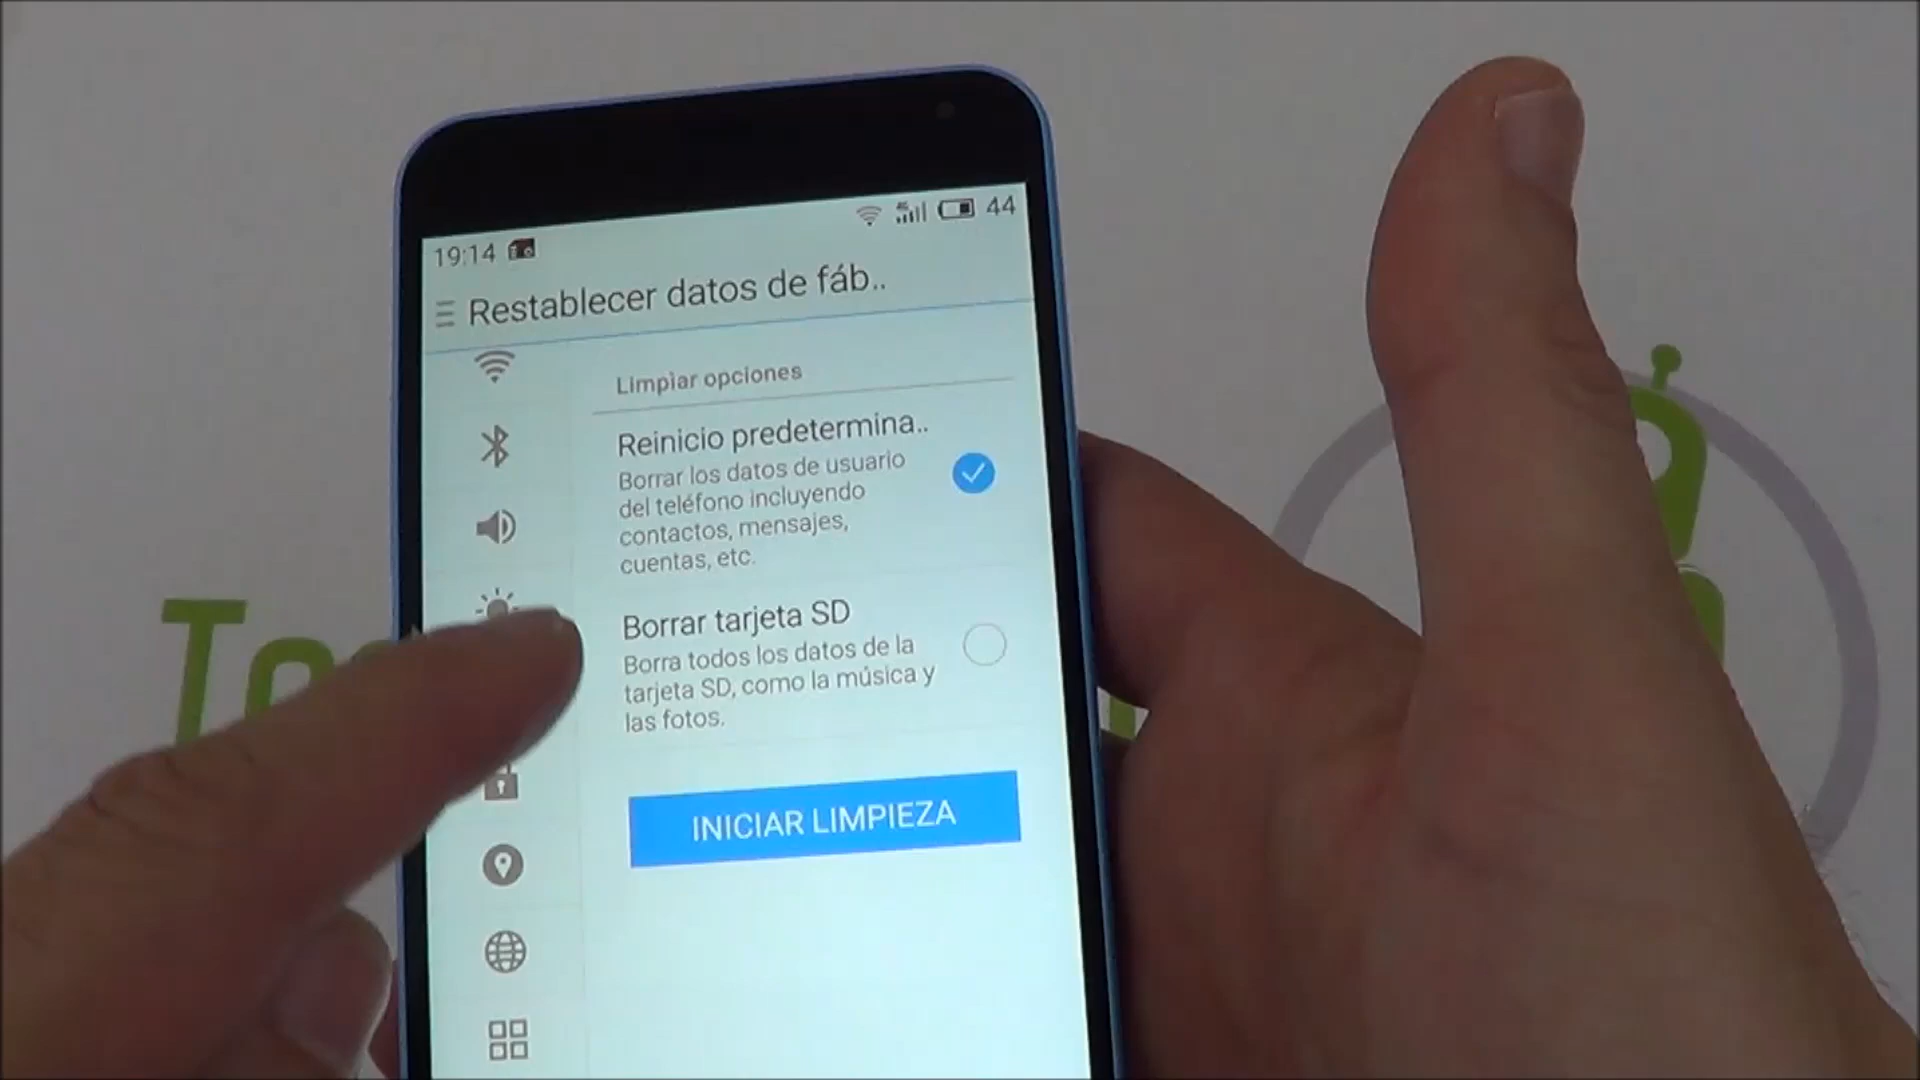 19:14
44
Restablecer datos de fáb..
Limpiar opciones
Reinicio predetermina..
Borrar los datos de usuario
del teléfono incluyendo
contactos, mensajes,
cuentas, etc.
Borrar tarjeta SD
Borra todos los datos de la
tarjeta SD, como la música y
las fotos.
INICIAR LIMPIEZA